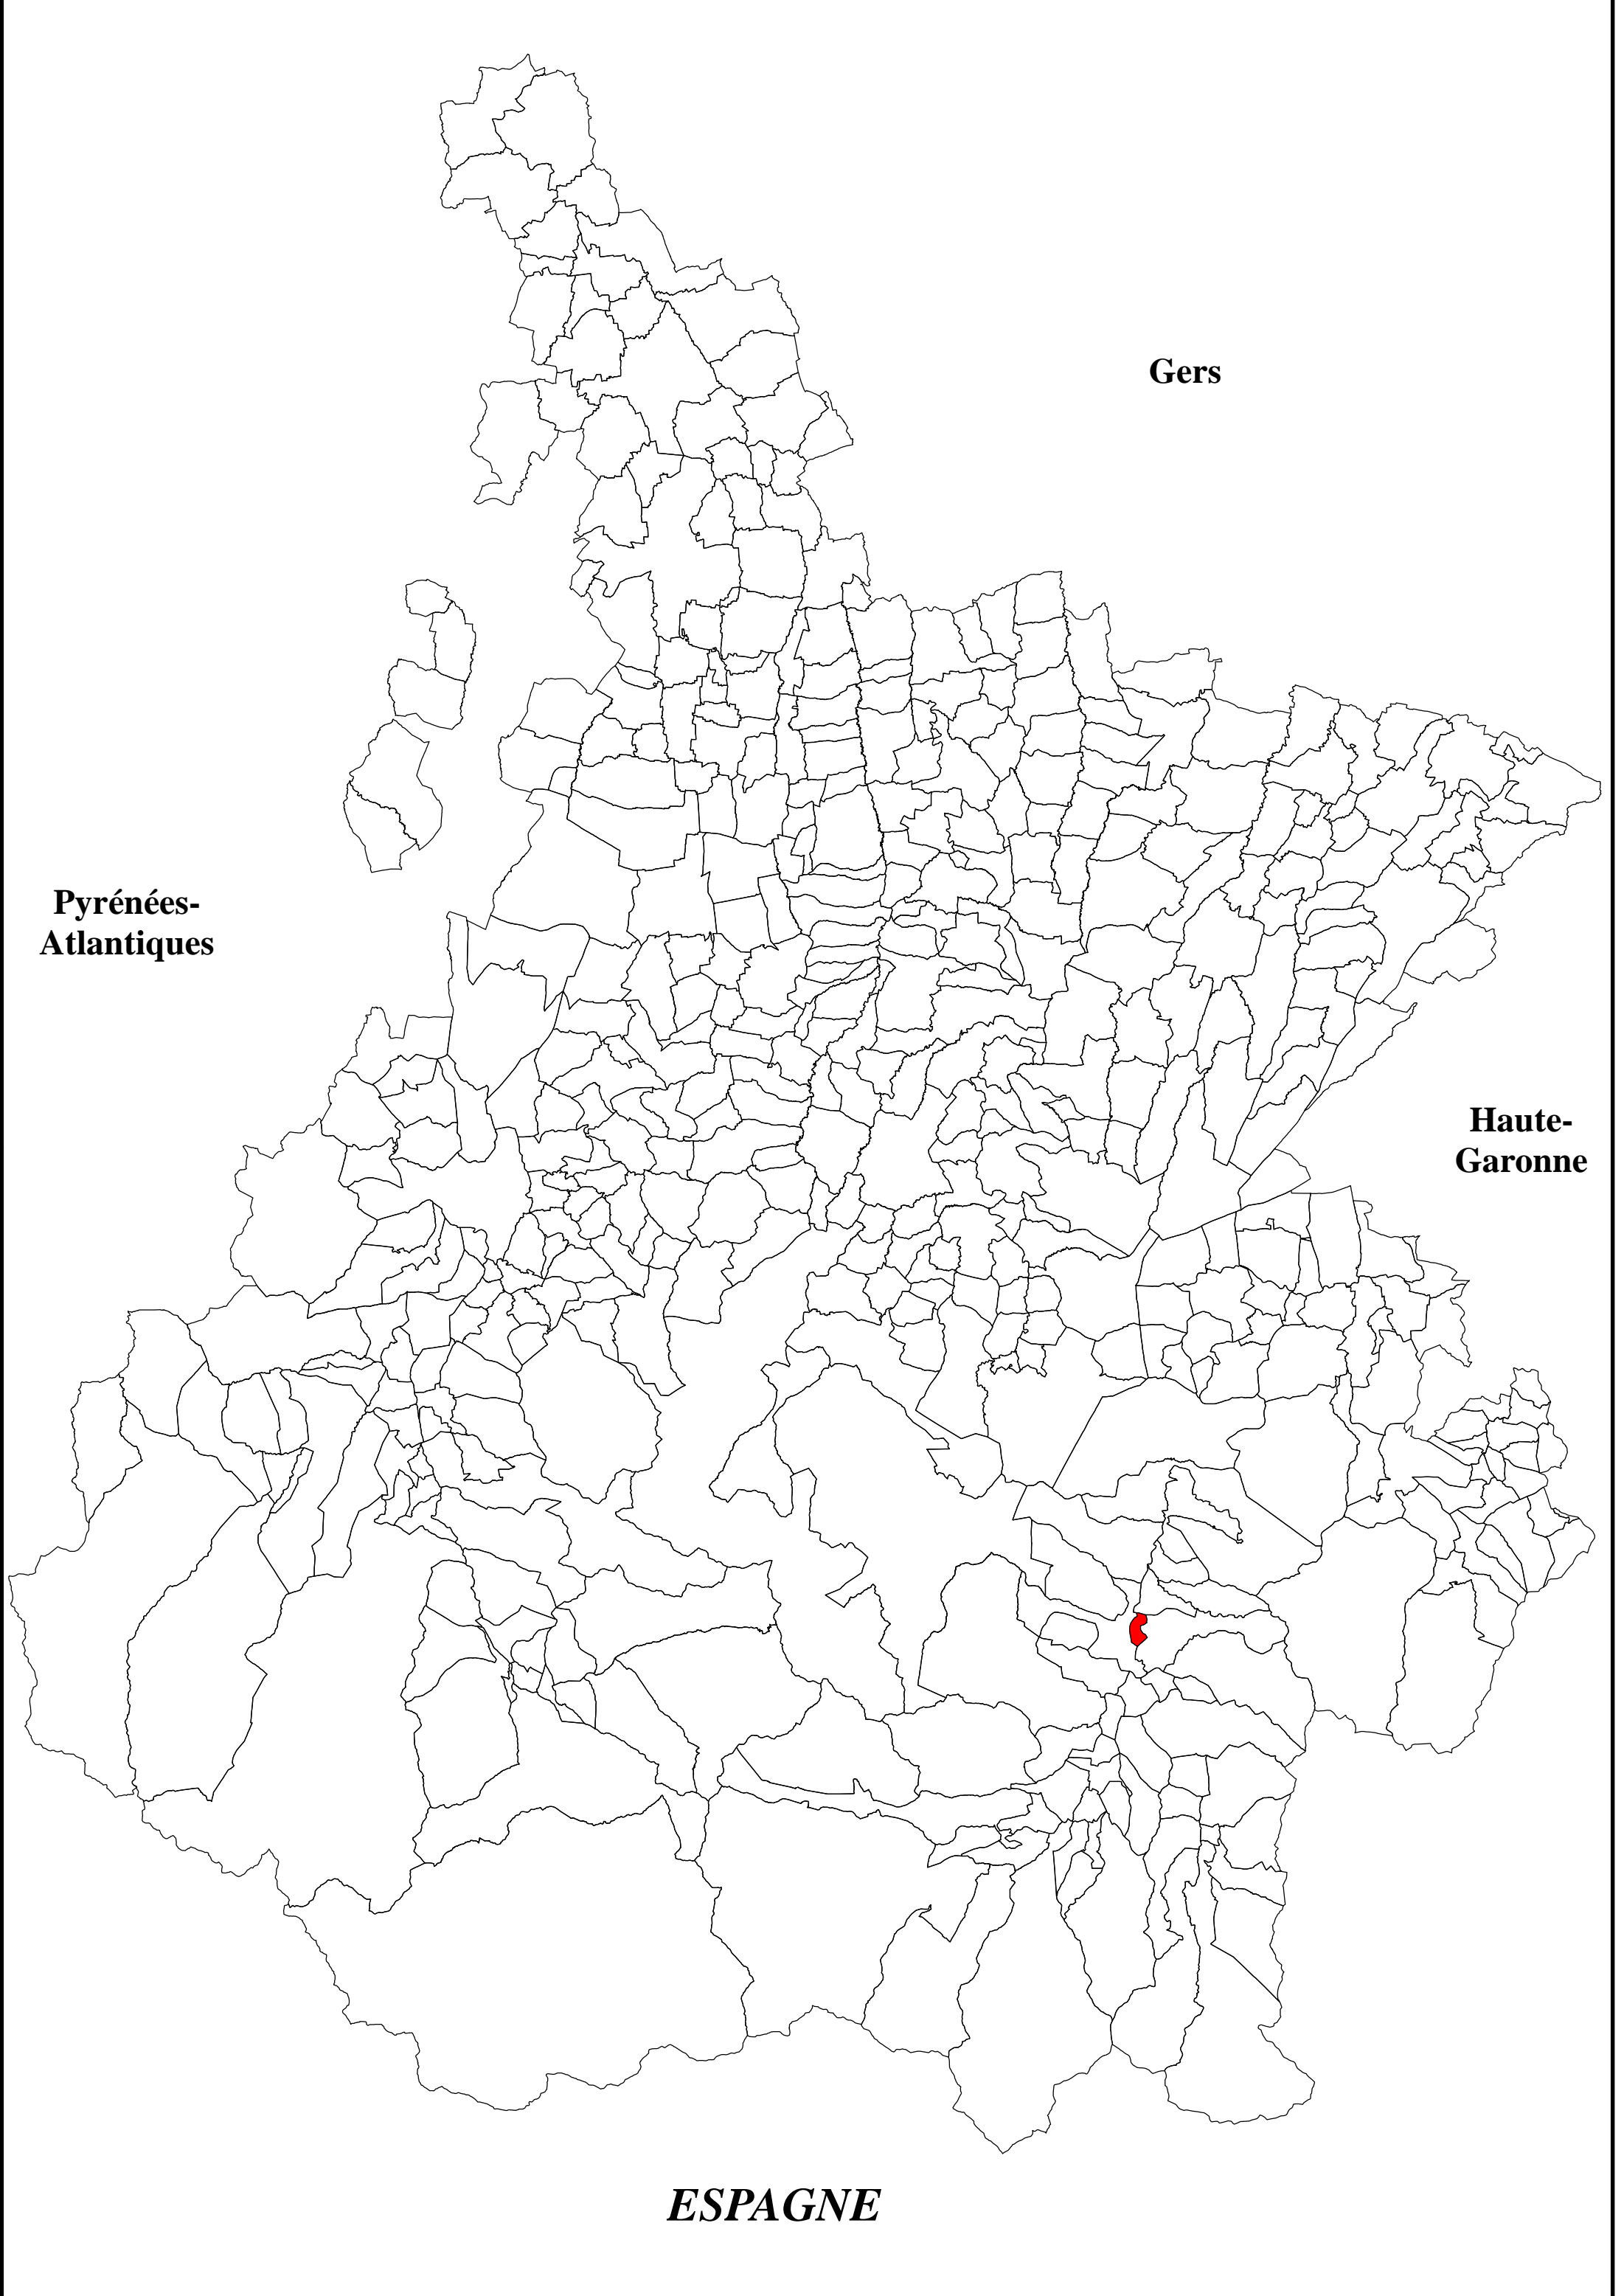 Gers
Pyrénées-
Atlantiques
Haute-
Garonne
ESPAGNE